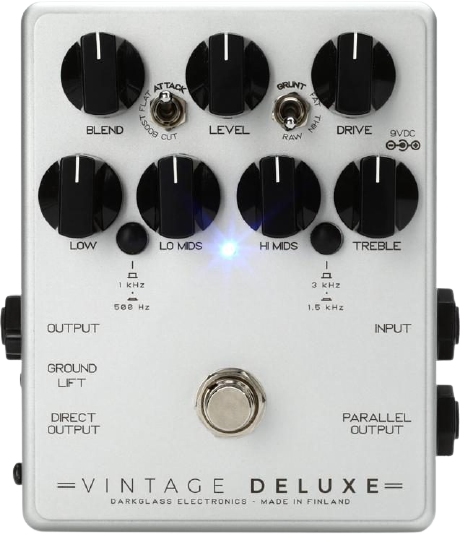 ATTACK
GRUNT
FLAT
FAT
BOOST
THIN
CUT
RAW
BLEND
LEVEL
DRIVE
9VDC
LOW
LO MIDS
HI MIDS
TREBLE
1 kHz
3 kHz
500 Hz
1.5 kHz
OUTPUT
INPUT
GROUND
LIFT
DIRECT
OUTPUT
PARALLEL
OUTPUT
VINTAGE DELUXE
DARKGLASS ELECTRONICS - MADE IN FINLAND